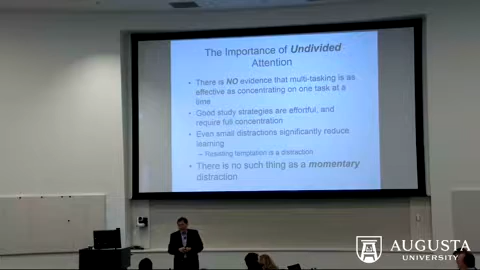 The Importance of Undivided
Attention
• There is NO evidence that multi-tasking is as
effective as concentrating on one task at a
time
• Good study strategies are effortful, and
require full concentration
• Even small distractions significantly reduce
learning
– Resisting temptation is a distraction
• There is no such thing as a momentary
distraction
AUGUSTA
UNIVERSITY